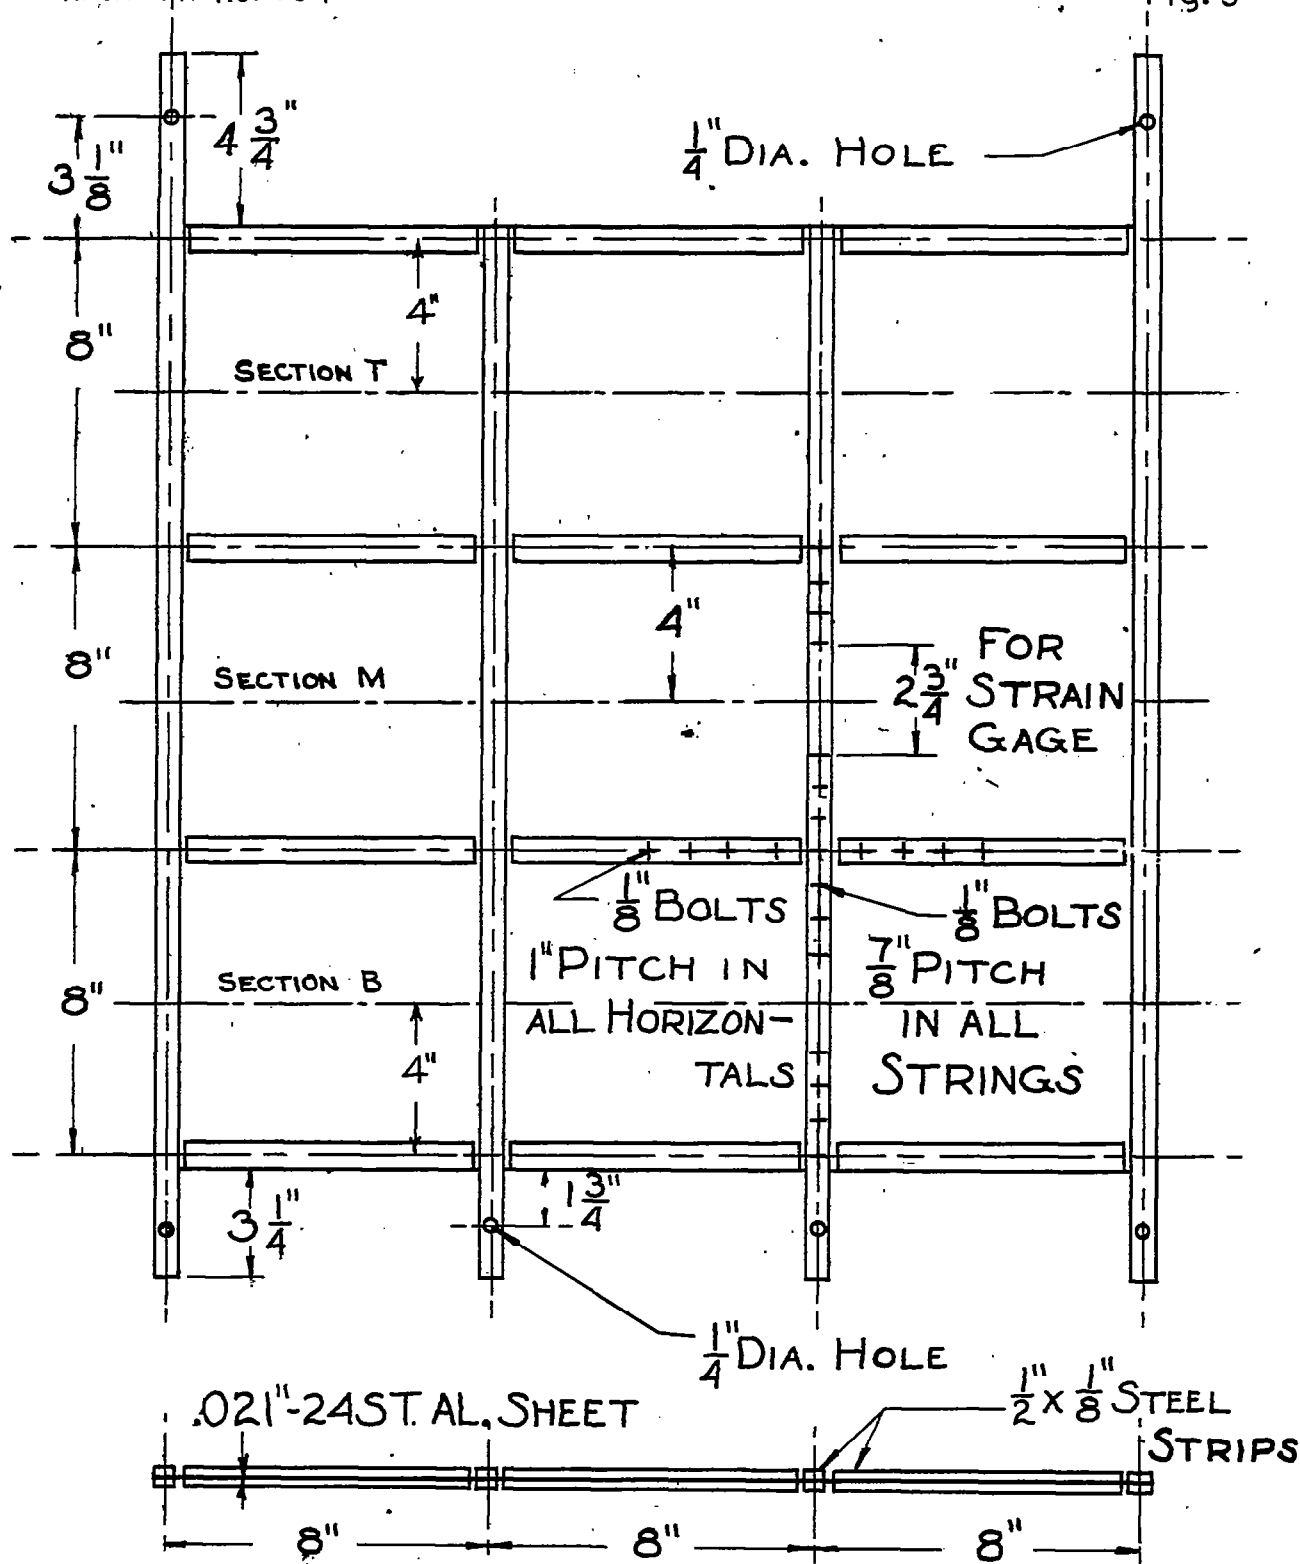 Fig. 3
4 3/4"
3 1/8"
1/4" DIA. HOLE
8"
4"
SECTION T
8"
4"
FOR
STRAIN
GAGE
2 3/4"
SECTION M
1/8" BOLTS
1" PITCH IN
ALL HORIZON-
TALS
1/8" BOLTS
7/8" PITCH
IN ALL
STRINGS
SECTION B
8"
4"
3 1/4"
1 3/4"
1/4" DIA. HOLE
.021"-24ST. AL. SHEET
1/2" X 1/8" STEEL
STRIPS
8"
8"
8"